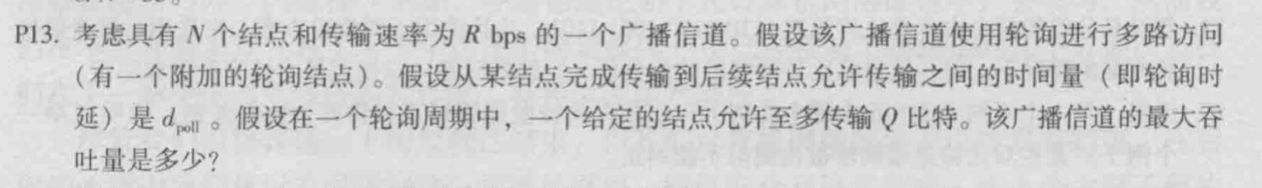 P13. 考虑具有 N 个结点和传输速率为 R bps 的一个广播信道。假设该广播信道使用轮询进行多路访问
(有一个附加的轮询结点)。假设从某结点完成传输到后续结点允许传输之间的时间量 (即轮询时
延) 是 dpoll 。假设在一个轮询周期中, 一个给定的结点允许至多传输 Q 比特。该广播信道的最大吞
吐量是多少?